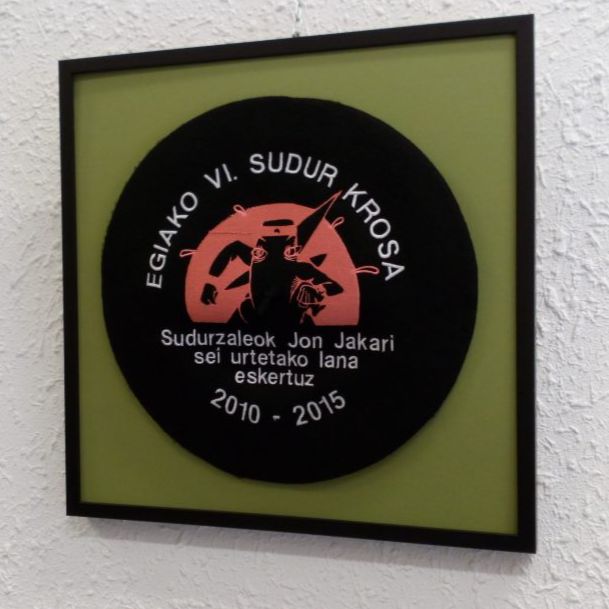 EGIAKO VI. SUDUR KROSA
Sudurzaleok Jon Jakari
sei urtetako lana
eskertuz
2010 - 2015